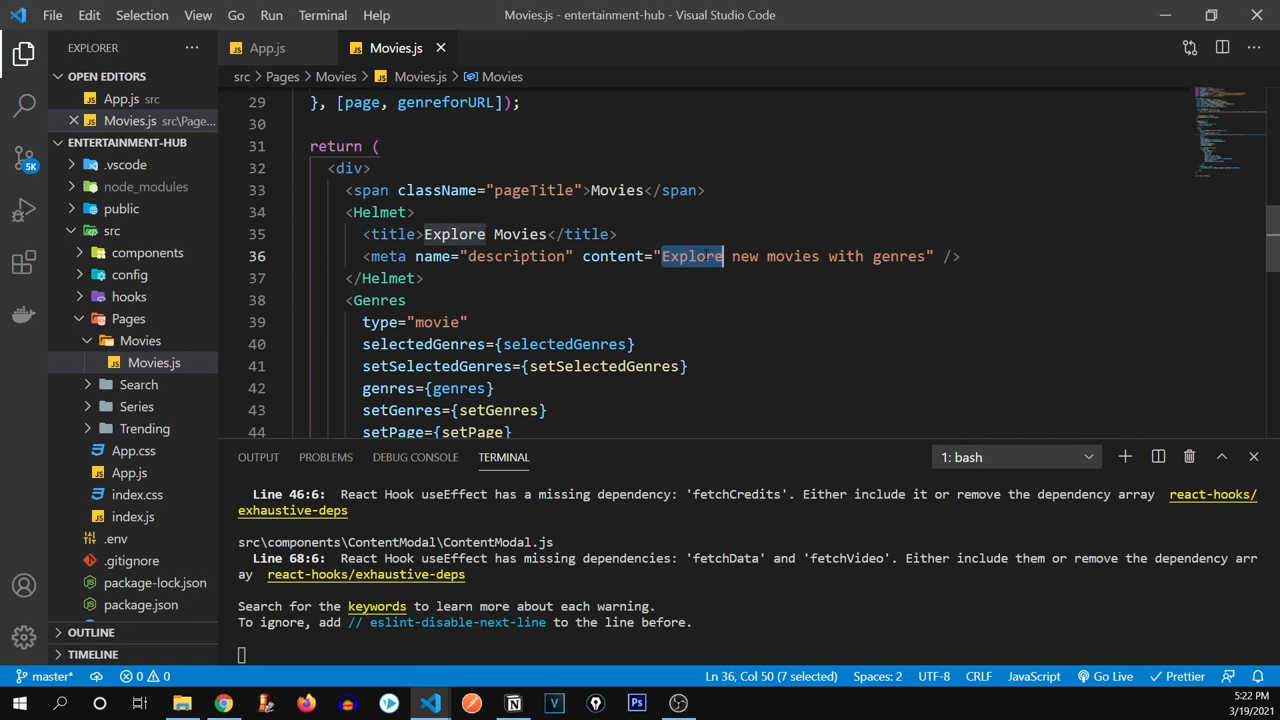 File Edit Selection View Go Run Terminal Help
Movies.js - entertainment-hub - Visual Studio Code
EXPLORER
App.js
Movies.js
OPEN EDITORS
App.js src
Movies.js src\Page...
ENTERTAINMENT-HUB
.vscode
node_modules
public
src
components
config
hooks
Pages
Movies
Movies.js
Search
Series
Trending
App.css
App.js
index.css
index.js
.env
.gitignore
package-lock.json
package.json
OUTLINE
TIMELINE
5K
src > Pages > Movies > Movies.js > Movies
29 }, [page, genreforURL]);
30
31 return (
32 <div>
33 <span className="pageTitle">Movies</span>
34 <Helmet>
35 <title>Explore Movies</title>
36 <meta name="description" content="Explore new movies with genres" />
37 </Helmet>
38 <Genres
39 type="movie"
40 selectedGenres={selectedGenres}
41 setSelectedGenres={setSelectedGenres}
42 genres={genres}
43 setGenres={setGenres}
44 setPage={setPage}
OUTPUT PROBLEMS DEBUG CONSOLE TERMINAL
1: bash
Line 46:6: React Hook useEffect has a missing dependency: 'fetchCredits'. Either include it or remove the dependency array react-hooks/
exhaustive-deps
src\components\ContentModal\ContentModal.js
Line 68:6: React Hook useEffect has missing dependencies: 'fetchData' and 'fetchVideo'. Either include them or remove the dependency arr
ay react-hooks/exhaustive-deps
Search for the keywords to learn more about each warning.
To ignore, add // eslint-disable-next-line to the line before.
master* 0 0
Ln 36, Col 50 (7 selected) Spaces: 2 UTF-8 CRLF JavaScript Go Live Prettier
5:22 PM
3/19/2021